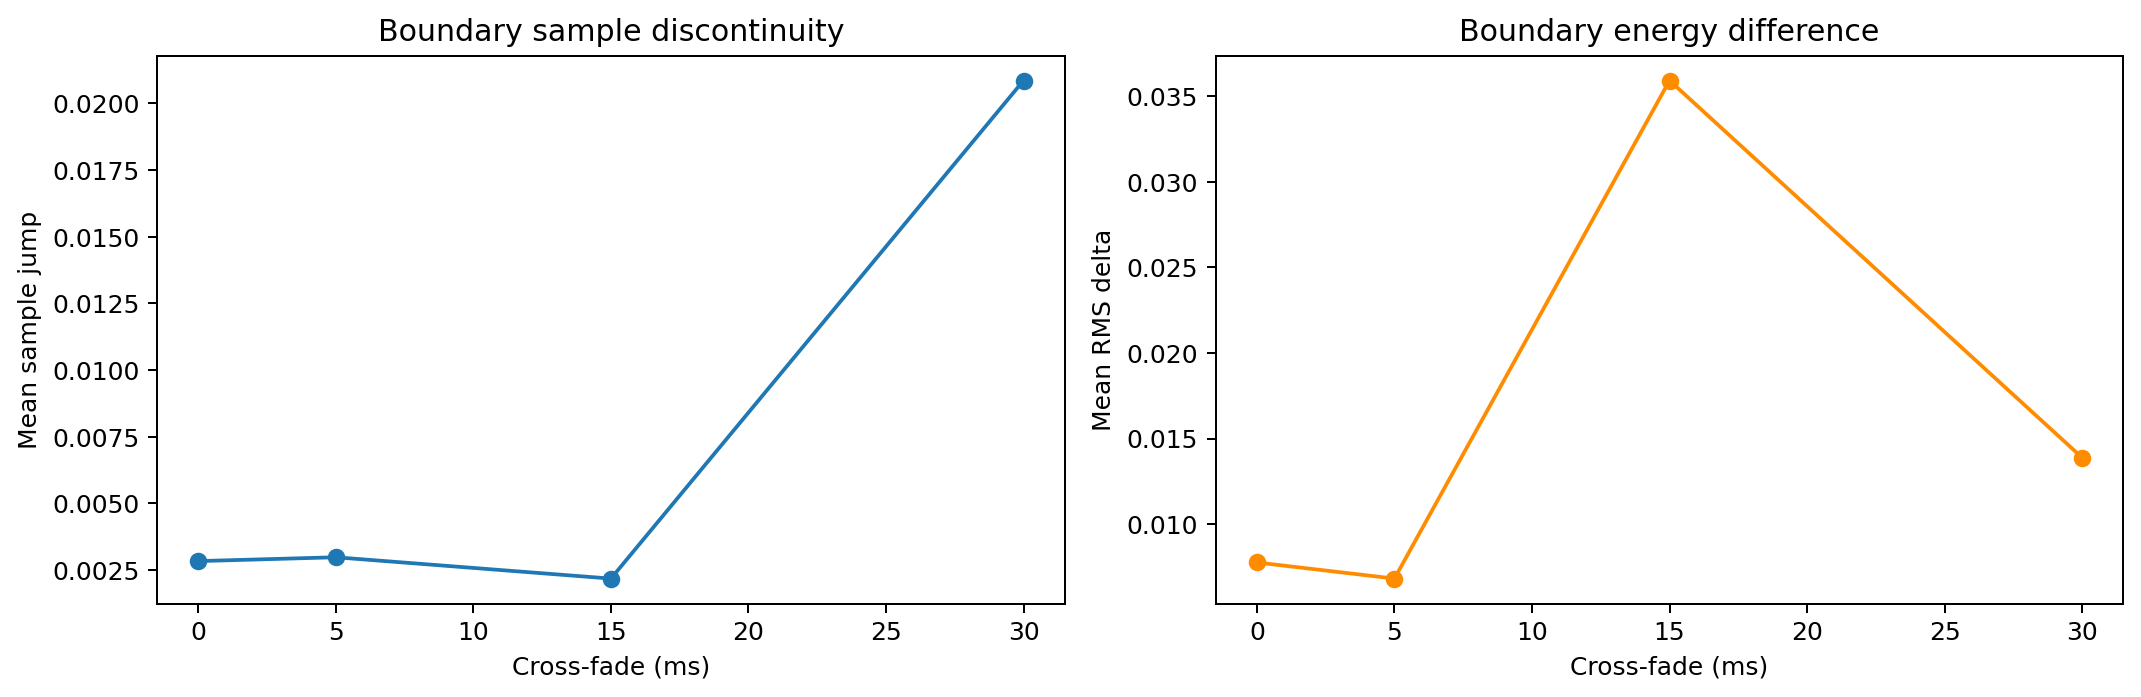 Boundary sample discontinuity
Mean sample jump
0.0200
0.0175
0.0150
0.0125
0.0100
0.0075
0.0050
0.0025
0 5 10 15 20 25 30
Cross-fade (ms)
Boundary energy difference
Mean RMS delta
0.035
0.030
0.025
0.020
0.015
0.010
0 5 10 15 20 25 30
Cross-fade (ms)